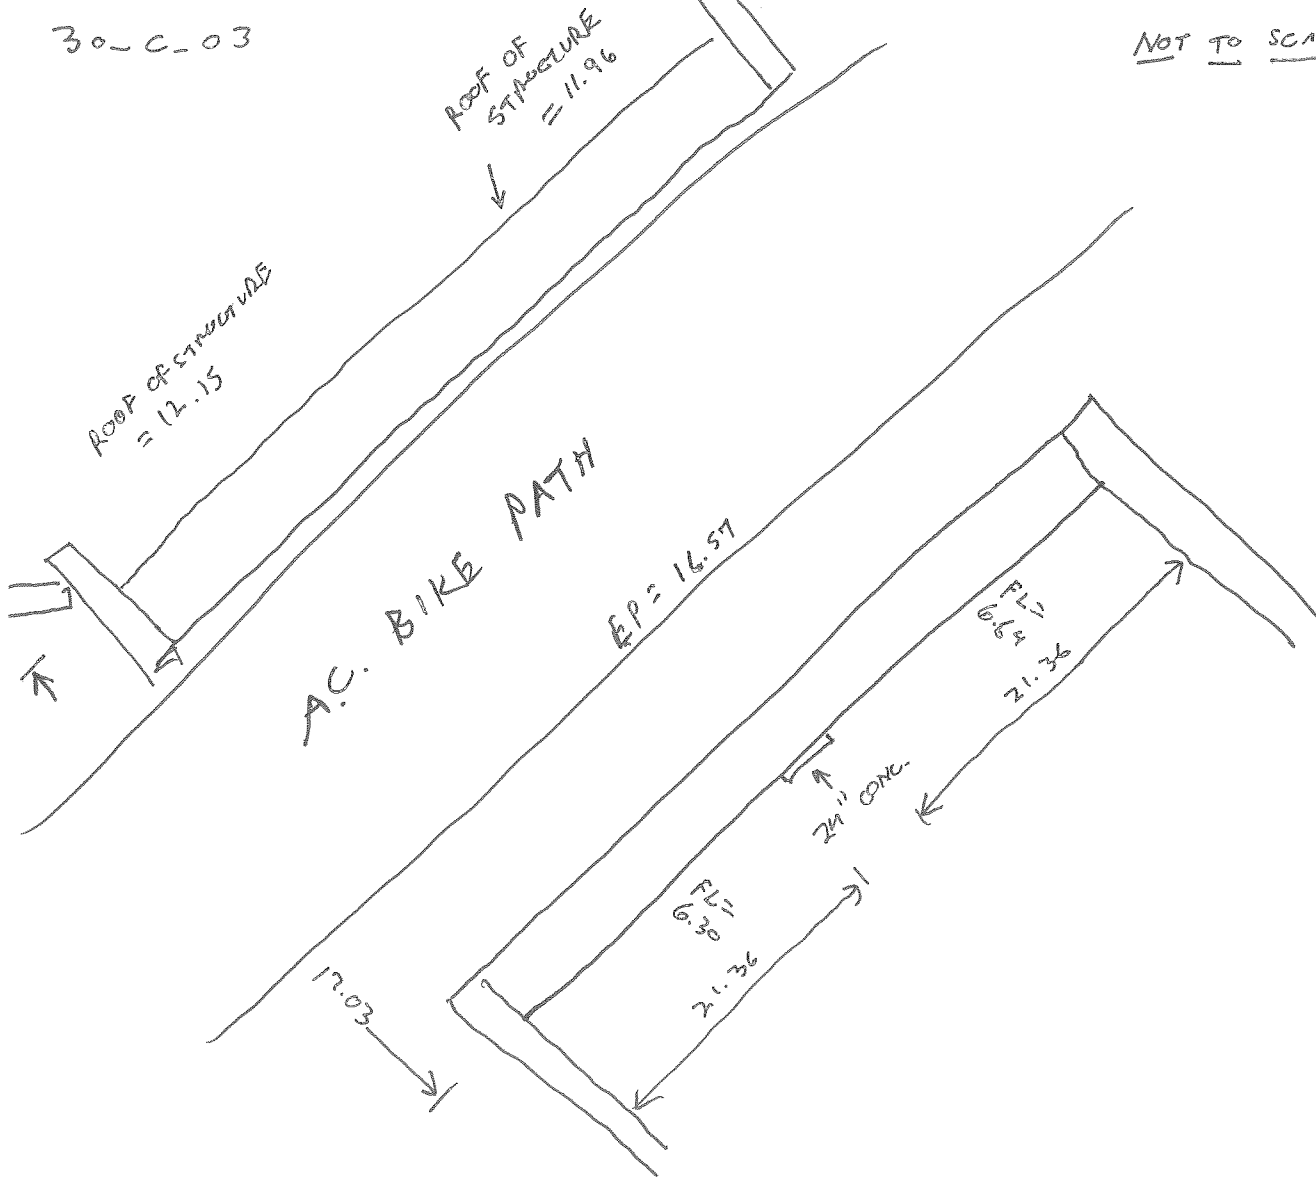 30_C_03
NOT TO SCA
ROOF OF
STRUCTURE
= 11.96
ROOF OF STRUCTURE
= 12.15
A.C. BIKE PATH
EP = 16.57
FL=
6.64
21.36
24" CONC.
FL=
6.30
21.36
12.03